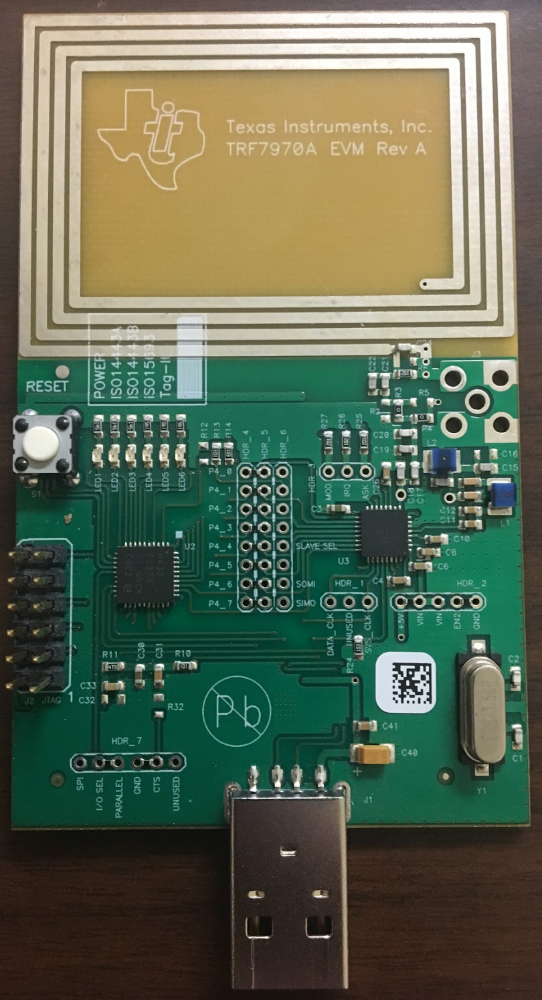 Texas Instruments, Inc.
TRF7970A EVM Rev A
POWER
ISO14443A
ISO14443B
ISO15693
RESET
S1
LED1
LED2
LED3
LED4
LED5
LED6
R12
R13
R14
HDR_4
HDR_5
HDR_6
P4_0
P4_1
P4_2
P4_3
P4_4
P4_5
P4_6
P4_7
SLAVE SEL
SOMI
SIMO
R27
R26
R25
MOD
IRQ
ASK
C22
C21
R3
R2
R5
R4
C20
C19
L2
C16
C15
C12
C11
L1
C3
C10
C8
C6
C4
U2
U3
HDR_1
DATA_CLK
UNUSED
SYS_CLK
HDR_2
+5V
VIN
VIN
EN2
GND
R24
103
R11
473
C30
C31
R10
101
C33
C32
R32
J2 JTAG 1
Pb
C41
C40
+
C2
C1
Y1
J1
HDR_7
SPI
I/O SEL
PARALLEL
GND
CTS
UNUSED